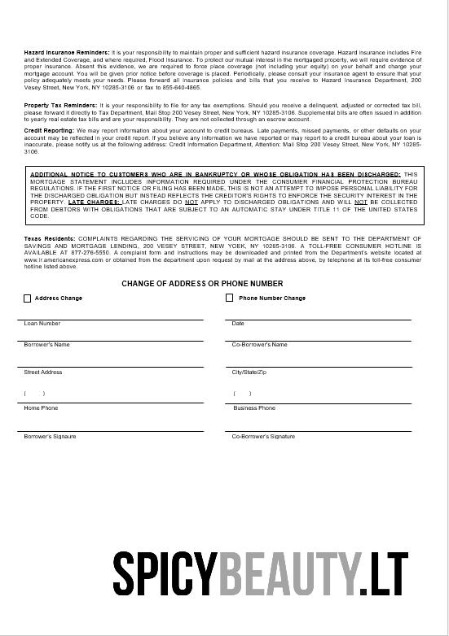 Hazard Insurance Reminders: It is your responsibility to maintain proper and sufficient hazard insurance coverage. Hazard insurance includes Fire
and Extended Coverage, and where required, Flood Insurance. To protect our mutual interest in the mortgaged property, we will require evidence of
proper insurance. Absent this evidence, we are required to force place coverage (not including your equity) on your behalf and charge your
mortgage account. You will be given prior notice before coverage is placed. Periodically, please consult your insurance agent to ensure that your
policy adequately meets your needs. Please forward all insurance policies and bills that you receive to Hazard Insurance Department, 200
Vesey Street, New York, NY 10285-3106 or fax to 855-640-4865.
Property Tax Reminders: It is your responsibility to file for any tax exemptions. Should you receive a delinquent, adjusted or corrected tax bill,
please forward it directly to Tax Department, Mail Stop 200 Vesey Street, New York, NY 10285-3106. Supplemental bills are often issued in addition
to yearly real estate tax bills and are your responsibility. They are not collected through an escrow account.
Credit Reporting: We may report information about your account to credit bureaus. Late payments, missed payments, or other defaults on your
account may be reflected in your credit report. If you believe any information we have reported or may report to a credit bureau about your loan is
inaccurate, please notify us at the following address: Credit Information Department, Attention: Mail Stop 200 Vesey Street, New York, NY 10285-
3106.
ADDITIONAL NOTICE TO CUSTOMERS WHO ARE IN BANKRUPTCY OR WHOSE OBLIGATION HAS BEEN DISCHARGED: THIS
MORTGAGE STATEMENT INCLUDES INFORMATION REQUIRED UNDER THE CONSUMER FINANCIAL PROTECTION BUREAU
REGULATIONS. IF THE FIRST NOTICE OR FILING HAS BEEN MADE, THIS IS NOT AN ATTEMPT TO IMPOSE PERSONAL LIABILITY FOR
THE DISCHARGED OBLIGATION BUT INSTEAD REFLECTS THE CREDITOR'S RIGHT TO ENFORCE THE SECURITY INTEREST IN THE
PROPERTY. LATE CHARGES: LATE CHARGES DO NOT APPLY TO DISCHARGED OBLIGATIONS AND WILL NOT BE COLLECTED
FROM DEBTORS WITH OBLIGATIONS THAT ARE SUBJECT TO AN AUTOMATIC STAY UNDER TITLE 11 OF THE UNITED STATES
CODE.
Texas Residents: COMPLAINTS REGARDING THE SERVICING OF YOUR MORTGAGE SHOULD BE SENT TO THE DEPARTMENT OF
SAVINGS AND MORTGAGE LENDING, 200 VESEY STREET, NEW YORK, NY 10285-3106. A TOLL-FREE CONSUMER HOTLINE IS
AVAILABLE AT 877-276-5550. A complaint form and instructions may be downloaded and printed from the Department's website located at
www.ir.americanexpress.com or obtained from the department upon request by mail at the address above, by telephone at its toll-free consumer
hotline listed above.
CHANGE OF ADDRESS OR PHONE NUMBER
Address Change Phone Number Change
Loan Number Date
Borrower's Name Co-Borrower's Name
Street Address City/State/Zip
( ) ( )
Home Phone Business Phone
Borrower's Signaure Co-Borrower's Signature
SPICYBEAUTY.LT